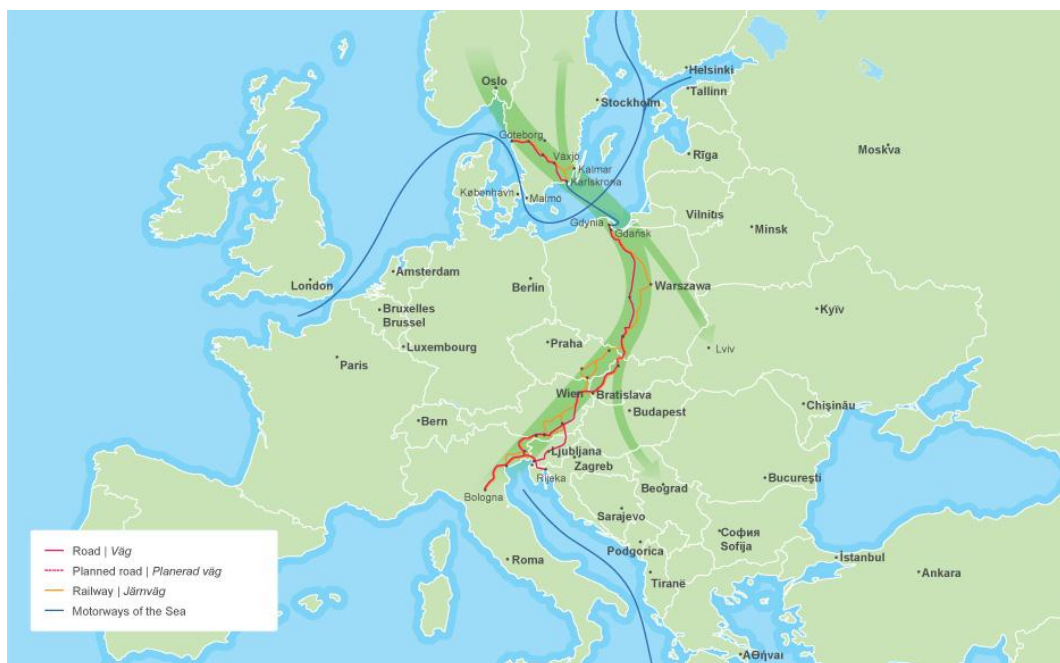 Oslo
Helsinki
Tallinn
Stockholm
Göteborg
Växjö
Kalmar
Karlskrona
Rīga
Moskva
København
Malmö
Gdynia
Gdańsk
Vilnius
Minsk
Amsterdam
London
Berlin
Warszawa
Bruxelles
Brussel
Kyïv
Luxembourg
Praha
Lviv
Paris
Wien
Bratislava
Budapest
Chişinău
Bern
Ljubljana
Zagreb
Rijeka
Bologna
Beograd
Bucureşti
Sarajevo
София
Sofija
Podgorica
Roma
Tiranë
İstanbul
Ankara
Αθήναι
Road | Väg
Planned road | Planerad väg
Railway | Järnväg
Motorways of the Sea